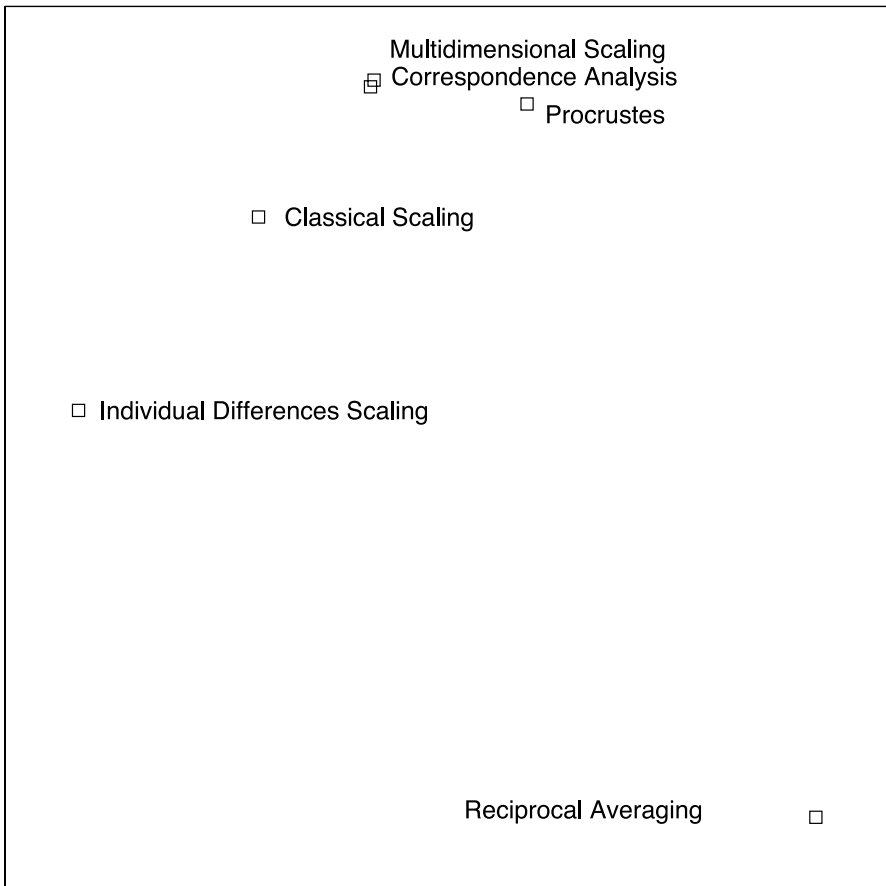 Multidimensional Scaling
Correspondence Analysis
Procrustes
Classical Scaling
Individual Differences Scaling
Reciprocal Averaging